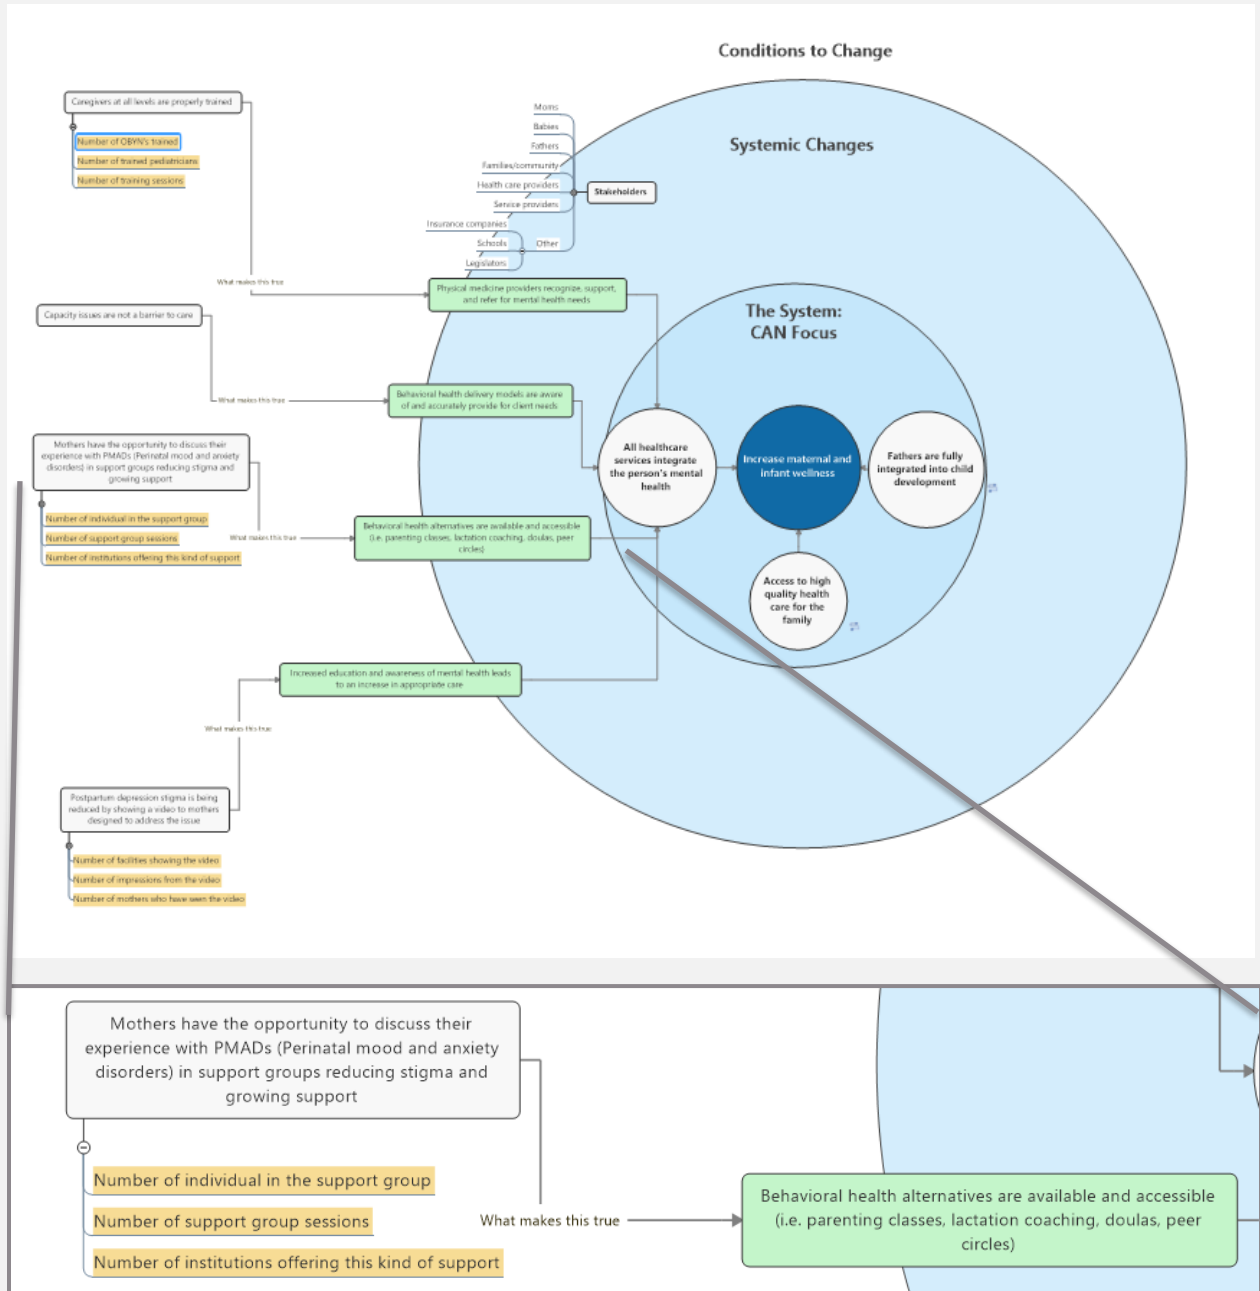 Conditions to Change
Systemic Changes
The System:
CAN Focus
Caregivers at all levels are properly trained
Number of OBYN's trained
Number of trained pediatricians
Number of training sessions
What makes this true
Moms
Babies
Fathers
Families/community
Health care providers
Service providers
Other
Insurance companies
Schools
Legislators
Stakeholders
Physical medicine providers recognize, support,
and refer for mental health needs
Capacity issues are not a barrier to care
What makes this true
Behavioral health delivery models are aware
of and accurately provide for client needs
Mothers have the opportunity to discuss their
experience with PMADs (Perinatal mood and anxiety
disorders) in support groups reducing stigma and
growing support
Number of individual in the support group
Number of support group sessions
Number of institutions offering this kind of support
What makes this true
Behavioral health alternatives are available and accessible
(i.e. parenting classes, lactation coaching, doulas, peer
circles)
All healthcare
services integrate
the person's mental
health
Increase maternal and
infant wellness
Fathers are fully
integrated into child
development
Access to high
quality health
care for the
family
Increased education and awareness of mental health leads
to an increase in appropriate care
What makes this true
Postpartum depression stigma is being
reduced by showing a video to mothers
designed to address the issue
Number of facilities showing the video
Number of impressions from the video
Number of mothers who have seen the video
Mothers have the opportunity to discuss their
experience with PMADs (Perinatal mood and anxiety
disorders) in support groups reducing stigma and
growing support
Number of individual in the support group
Number of support group sessions
Number of institutions offering this kind of support
What makes this true
Behavioral health alternatives are available and accessible
(i.e. parenting classes, lactation coaching, doulas, peer
circles)